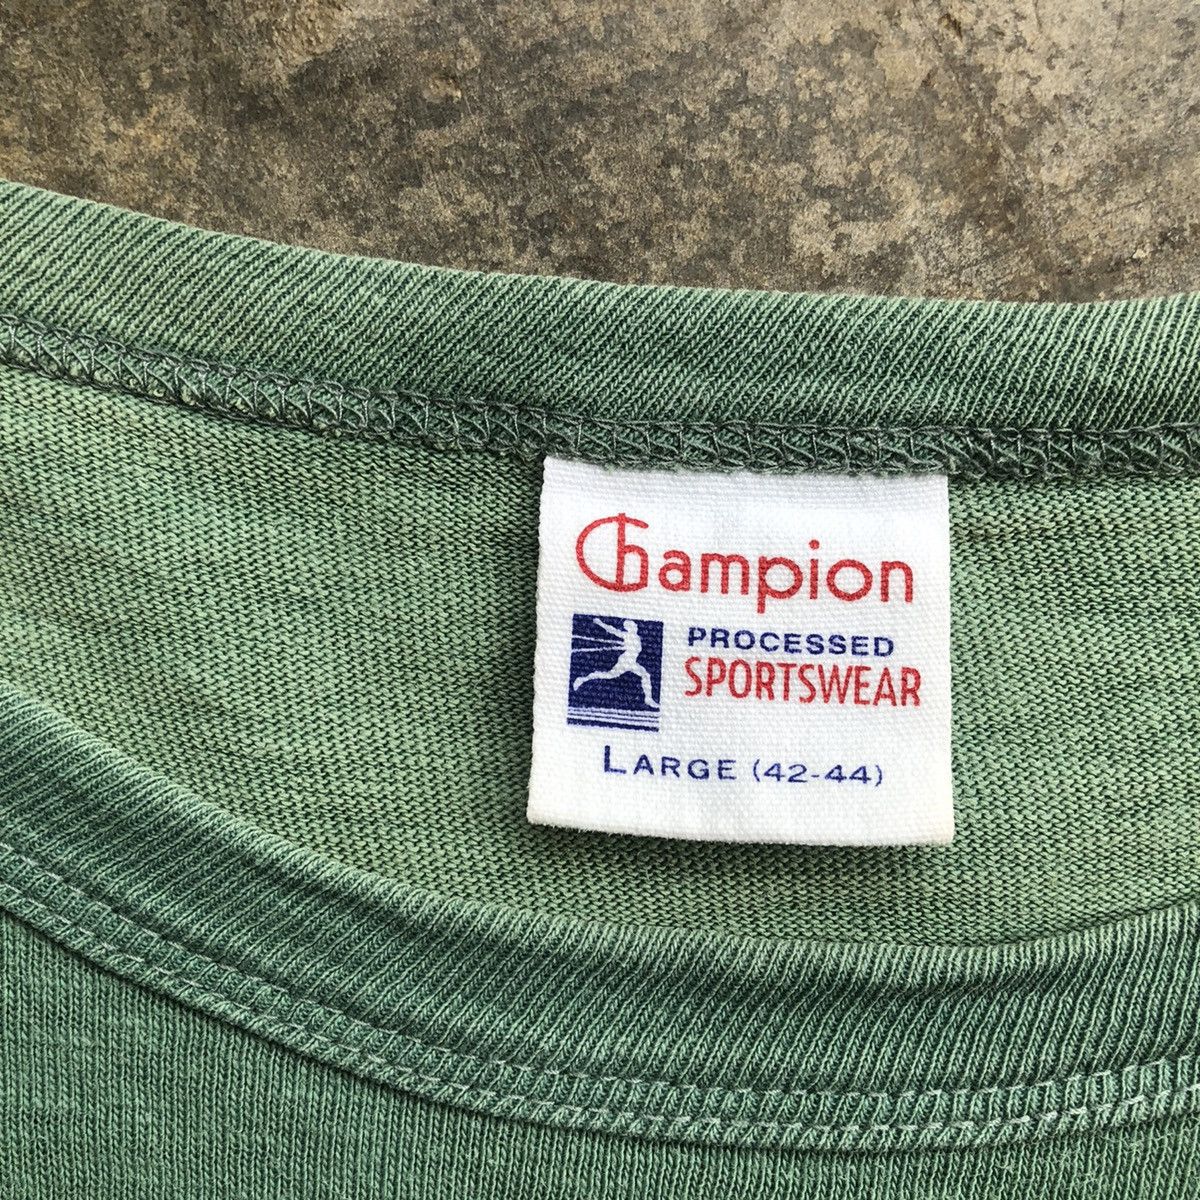 Champion
PROCESSED
SPORTSWEAR
LARGE (42-44)